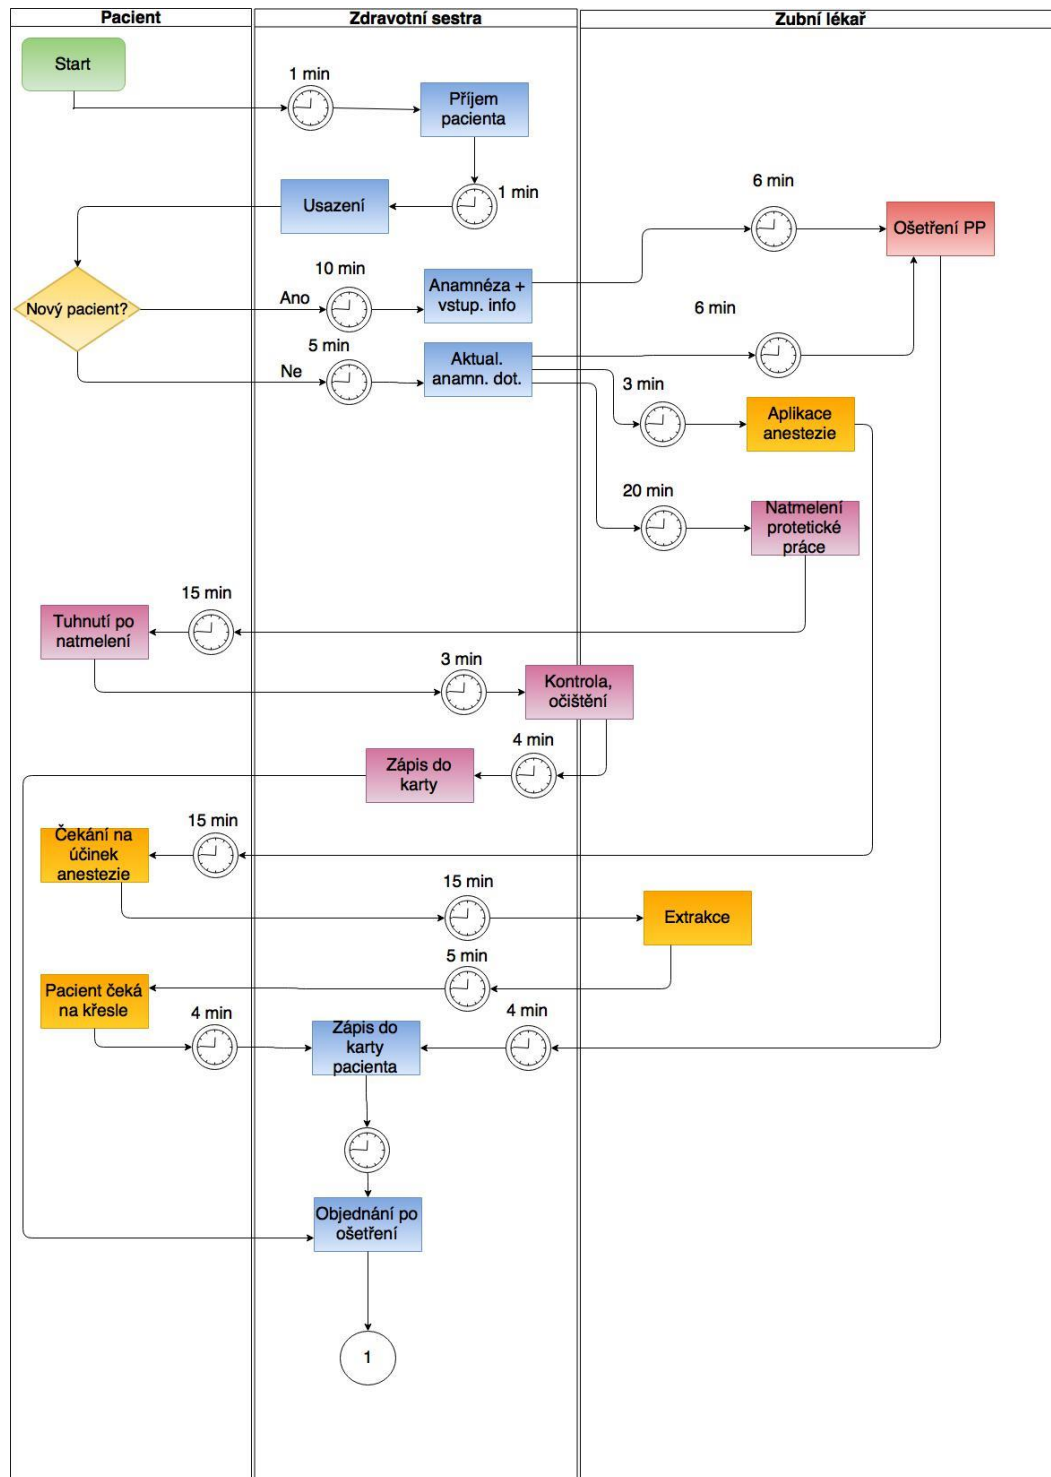 Pacient
Zdravotní sestra
Zubní lékař
Start
1 min
Příjem
pacienta
1 min
Usazení
6 min
Ošetření PP
Nový pacient?
Ano
10 min
Anamnéza +
vstup. info
6 min
Ne
5 min
Aktual.
anamn. dot.
3 min
Aplikace
anestezie
20 min
Natmelení
protetické
práce
15 min
Tuhnutí po
natmelení
3 min
Kontrola,
očištění
4 min
Zápis do
karty
15 min
Čekání na
účinek
anestezie
15 min
Extrakce
5 min
Pacient čeká
na křesle
4 min
Zápis do
karty
pacienta
4 min
Objednání po
ošetření
1